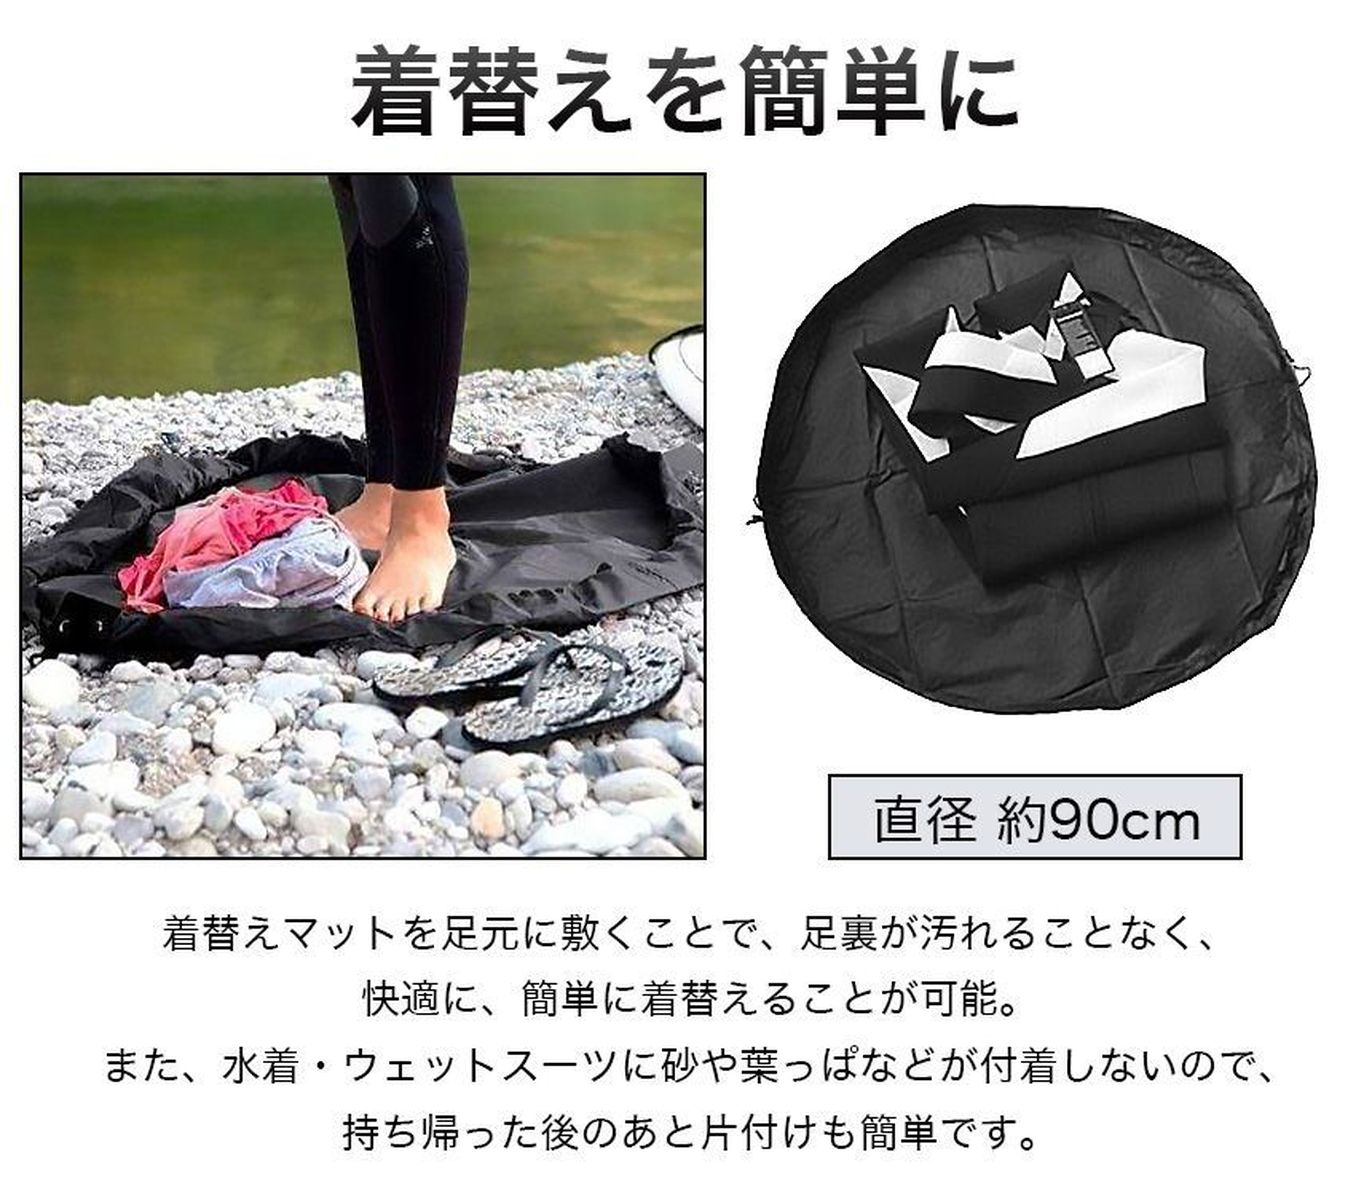 着替えを簡単に
直径 約90cm
着替えマットを足元に敷くことで、足裏が汚れることなく、
快適に、簡単に着替えることが可能。
また、水着・ウェットスーツに砂や葉っぱなどが付着しないので、
持ち帰った後のあと片付けも簡単です。